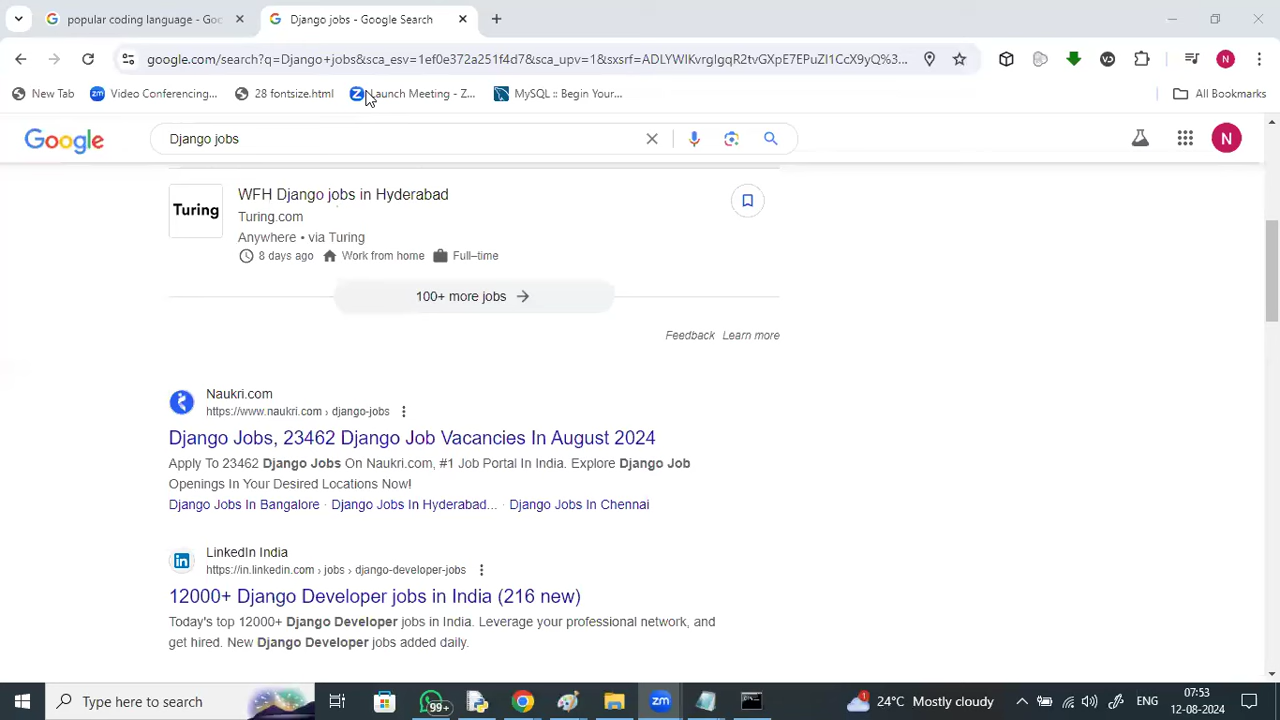 popular coding language - Goo
Django jobs - Google Search
google.com/search?q=Django+jobs&sca_esv=1ef0e372a251f4d7&sca_upv=1&sxsrf=ADLYWIKvrgIgqR2tvGXpE7EPuZI1CcX9yQ%3...
N
New Tab
Video Conferencing...
28 fontsize.html
Launch Meeting - Z...
MySQL :: Begin Your...
All Bookmarks
Google
Django jobs
N
Turing
WFH Django jobs in Hyderabad
Turing.com
Anywhere • via Turing
8 days ago Work from home Full–time
100+ more jobs
Feedback Learn more
Naukri.com
https://www.naukri.com › django-jobs
Django Jobs, 23462 Django Job Vacancies In August 2024
Apply To 23462 Django Jobs On Naukri.com, #1 Job Portal In India. Explore Django Job
Openings In Your Desired Locations Now!
Django Jobs In Bangalore · Django Jobs In Hyderabad... · Django Jobs In Chennai
in
LinkedIn India
https://in.linkedin.com › jobs › django-developer-jobs
12000+ Django Developer jobs in India (216 new)
Today's top 12000+ Django Developer jobs in India. Leverage your professional network, and
get hired. New Django Developer jobs added daily.
Type here to search
99+
zm
1
24°C Mostly cloudy
ENG
07:53
12-08-2024